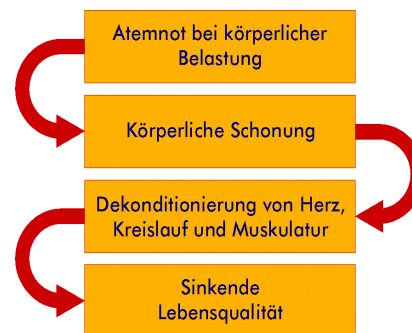 Atemnot bei körperlicher
Belastung
Körperliche Schonung
Dekonditionierung von Herz,
Kreislauf und Muskulatur
Sinkende
Lebensqualität